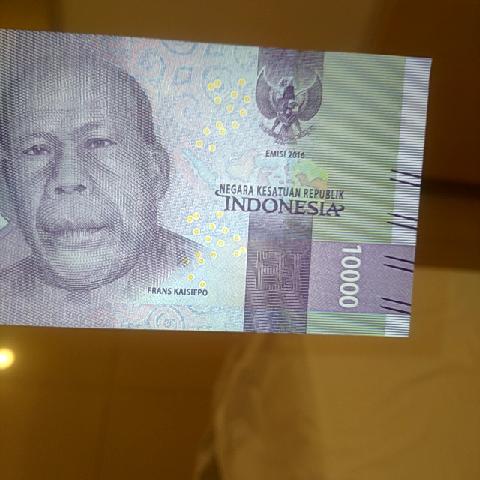 EMISI 2016
NEGARA KESATUAN REPUBLIK
INDONESIA
10000
FRANS KAISIEPO